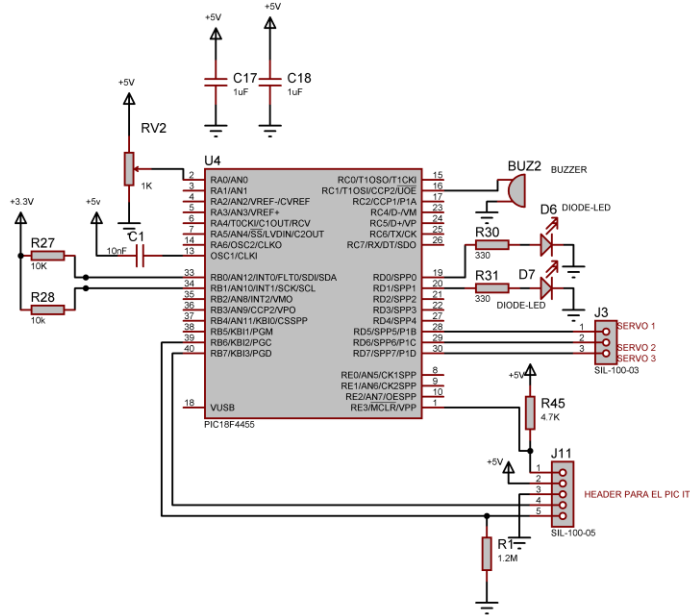 +5V
+5V
C17
1uF
C18
1uF
+5V
RV2
1K
U4
2 RA0/AN0
3 RA1/AN1
4 RA2/AN2/VREF-/CVREF
5 RA3/AN3/VREF+
6 RA4/T0CKI/C1OUT/RCV
7 RA5/AN4/SS/LVDIN/C2OUT
14 RA6/OSC2/CLKO
13 OSC1/CLKI
33 RB0/AN12/INT0/FLT0/SDI/SDA
34 RB1/AN10/INT1/SCK/SCL
35 RB2/AN8/INT2/VMO
36 RB3/AN9/CCP2/VPO
37 RB4/AN11/KBI0/CSSPP
38 RB5/KBI1/PGM
39 RB6/KBI2/PGC
40 RB7/KBI3/PGD
18 VUSB
RC0/T1OSO/T1CKI 15
RC1/T1OSI/CCP2/UOE 16
RC2/CCP1/P1A 17
RC4/D-/VM 23
RC5/D+/VP 24
RC6/TX/CK 25
RC7/RX/DT/SDO 26
RD0/SPP0 19
RD1/SPP1 20
RD2/SPP2 21
RD3/SPP3 22
RD4/SPP4 27
RD5/SPP5/P1B 28
RD6/SPP6/P1C 29
RD7/SPP7/P1D 30
RE0/AN5/CK1SPP 8
RE1/AN6/CK2SPP 9
RE2/AN7/OESPP 10
RE3/MCLR/VPP 1
PIC18F4455
+3.3V
+5v
C1
10nF
R27
10K
R28
10k
BUZ2
BUZZER
D6
DIODE-LED
R30
330
R31
330
D7
DIODE-LED
J3
1 SERVO 1
2 SERVO 2
3 SERVO 3
SIL-100-03
+5V
R45
4.7K
+5V
J11
1
2
3
4
5
HEADER PARA EL PIC IT
SIL-100-05
R1
1.2M